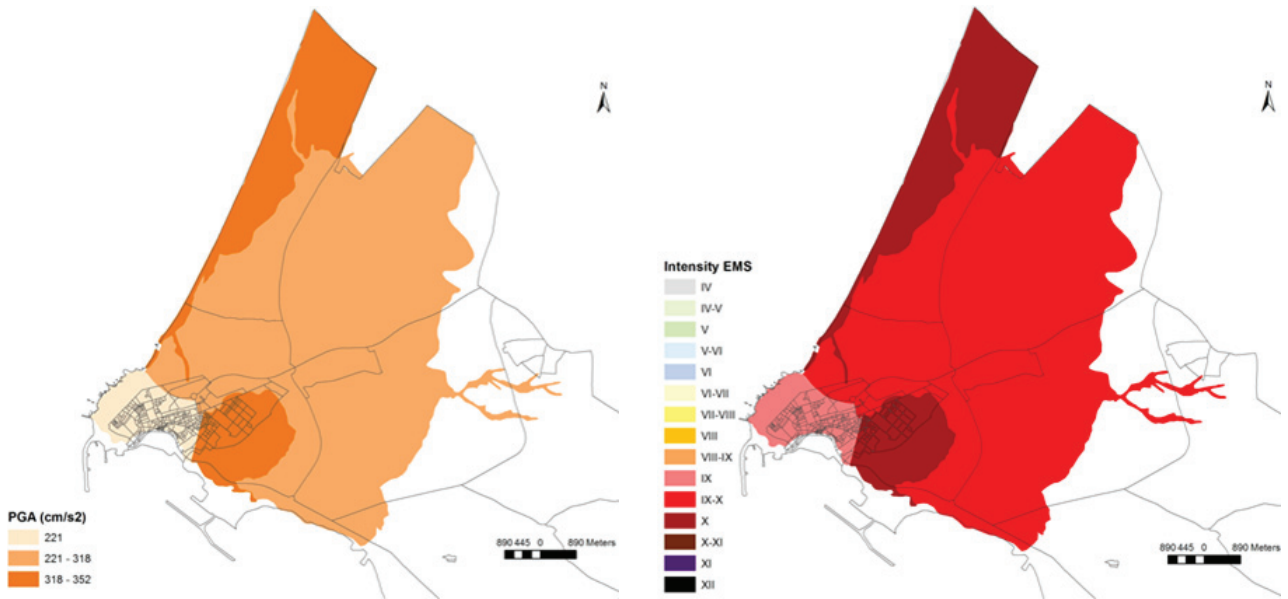 N
PGA (cm/s2)
221
221 - 318
318 - 352
890 445 0 890 Meters
N
Intensity EMS
IV
IV-V
V
V-VI
VI
VI-VII
VII-VIII
VIII
VIII-IX
IX
IX-X
X
X-XI
XI
XII
890 445 0 890 Meters